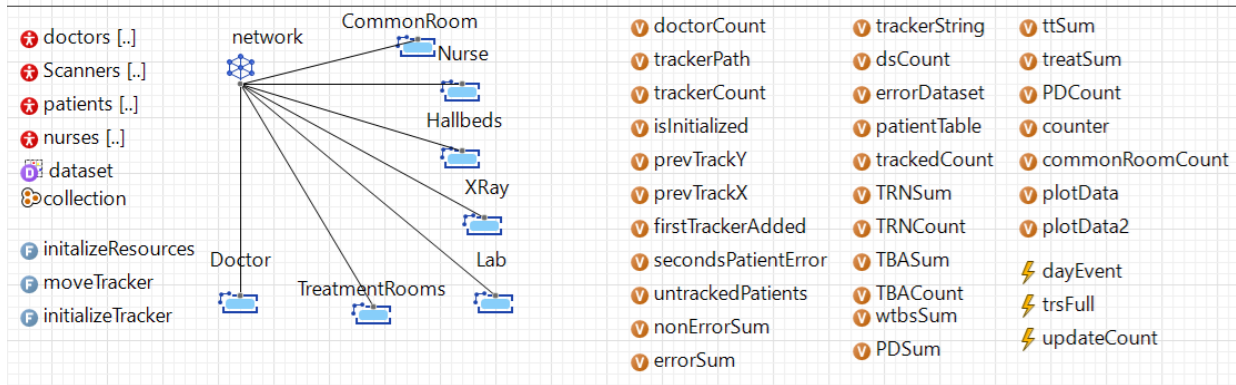 doctors [..]
Scanners [..]
patients [..]
nurses [..]
dataset
collection
initalizeResources
moveTracker
initializeTracker
network
CommonRoom
Nurse
Hallbeds
XRay
Lab
TreatmentRooms
Doctor
doctorCount
trackerPath
trackerCount
isInitialized
prevTrackY
prevTrackX
firstTrackerAdded
secondsPatientError
untrackedPatients
nonErrorSum
errorSum
trackerString
dsCount
errorDataset
patientTable
trackedCount
TRNSum
TRNCount
TBASum
TBACount
wtbsSum
PDSum
ttSum
treatSum
PDCount
counter
commonRoomCount
plotData
plotData2
dayEvent
trsFull
updateCount